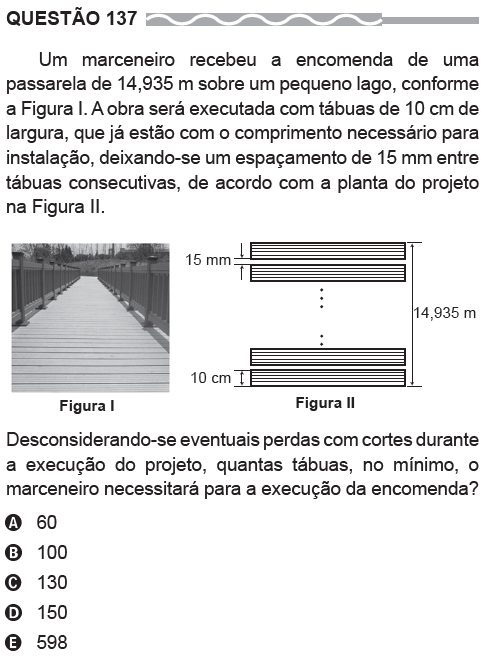 QUESTÃO 137
Um marceneiro recebeu a encomenda de uma
passarela de 14,935 m sobre um pequeno lago, conforme
a Figura I. A obra será executada com tábuas de 10 cm de
largura, que já estão com o comprimento necessário para
instalação, deixando-se um espaçamento de 15 mm entre
tábuas consecutivas, de acordo com a planta do projeto
na Figura II.
15 mm
14,935 m
10 cm
Figura I
Figura II
Desconsiderando-se eventuais perdas com cortes durante
a execução do projeto, quantas tábuas, no mínimo, o
marceneiro necessitará para a execução da encomenda?
A 60
B 100
C 130
D 150
E 598